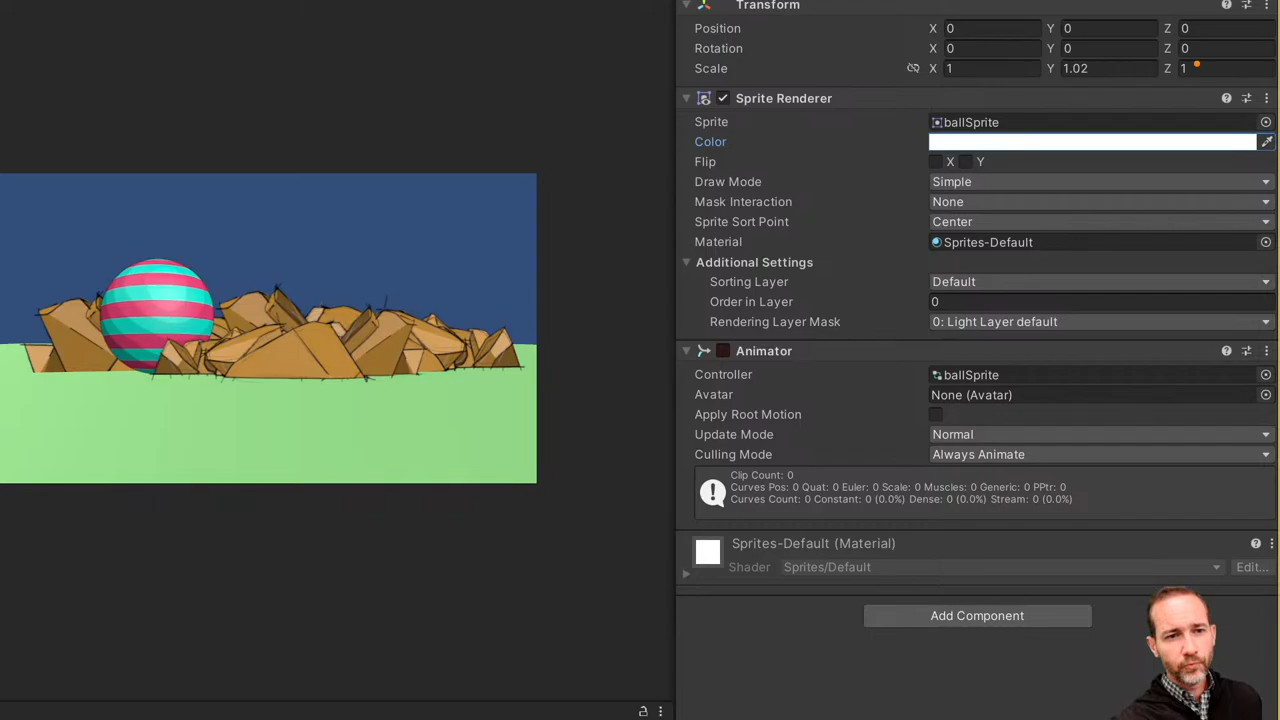 Transform
Position X 0 Y 0 Z 0
Rotation X 0 Y 0 Z 0
Scale X 1 Y 1.02 Z 1
Sprite Renderer
Sprite ballSprite
Color
Flip X Y
Draw Mode Simple
Mask Interaction None
Sprite Sort Point Center
Material Sprites-Default
Additional Settings
Sorting Layer Default
Order in Layer 0
Rendering Layer Mask 0: Light Layer default
Animator
Controller ballSprite
Avatar None (Avatar)
Apply Root Motion
Update Mode Normal
Culling Mode Always Animate
Clip Count: 0
Curves Pos: 0 Quat: 0 Euler: 0 Scale: 0 Muscles: 0 Generic: 0 PPtr: 0
Curves Count: 0 Constant: 0 (0.0%) Dense: 0 (0.0%) Stream: 0 (0.0%)
Sprites-Default (Material)
Shader Sprites/Default Edit...
Add Component